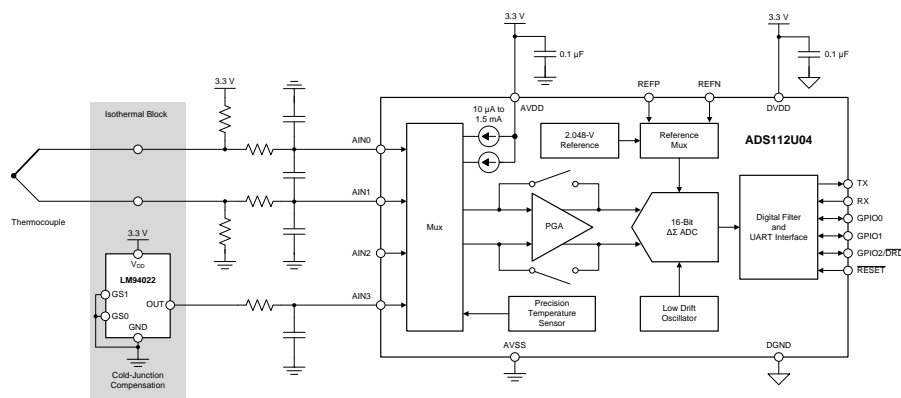 3.3 V
3.3 V
0.1 μF
0.1 μF
3.3 V
REFP
REFN
Isothermal Block
10 μA to
1.5 mA
AVDD
DVDD
2.048-V
Reference
Reference
Mux
ADS112U04
AIN0
AIN1
AIN2
AIN3
Thermocouple
Mux
PGA
16-Bit
ΔΣ ADC
Digital Filter
and
UART Interface
TX
RX
GPIO0
GPIO1
GPIO2/DRD
RESET
3.3 V
VDD
LM94022
GS1
GS0
OUT
GND
Precision
Temperature
Sensor
Low Drift
Oscillator
AVSS
DGND
Cold-Junction
Compensation